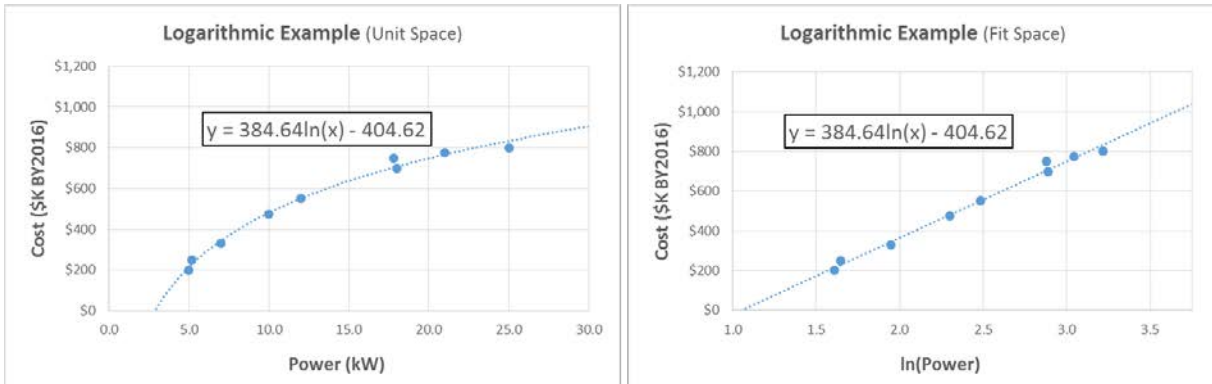 Logarithmic Example (Unit Space)
$1,200
$1,000
$800
$600
$400
$200
$0
Cost ($K BY2016)
y = 384.64ln(x) - 404.62
0.0 5.0 10.0 15.0 20.0 25.0 30.0
Power (kW)
Logarithmic Example (Fit Space)
$1,200
$1,000
$800
$600
$400
$200
$0
Cost ($K BY2016)
y = 384.64ln(x) - 404.62
1.0 1.5 2.0 2.5 3.0 3.5
ln(Power)